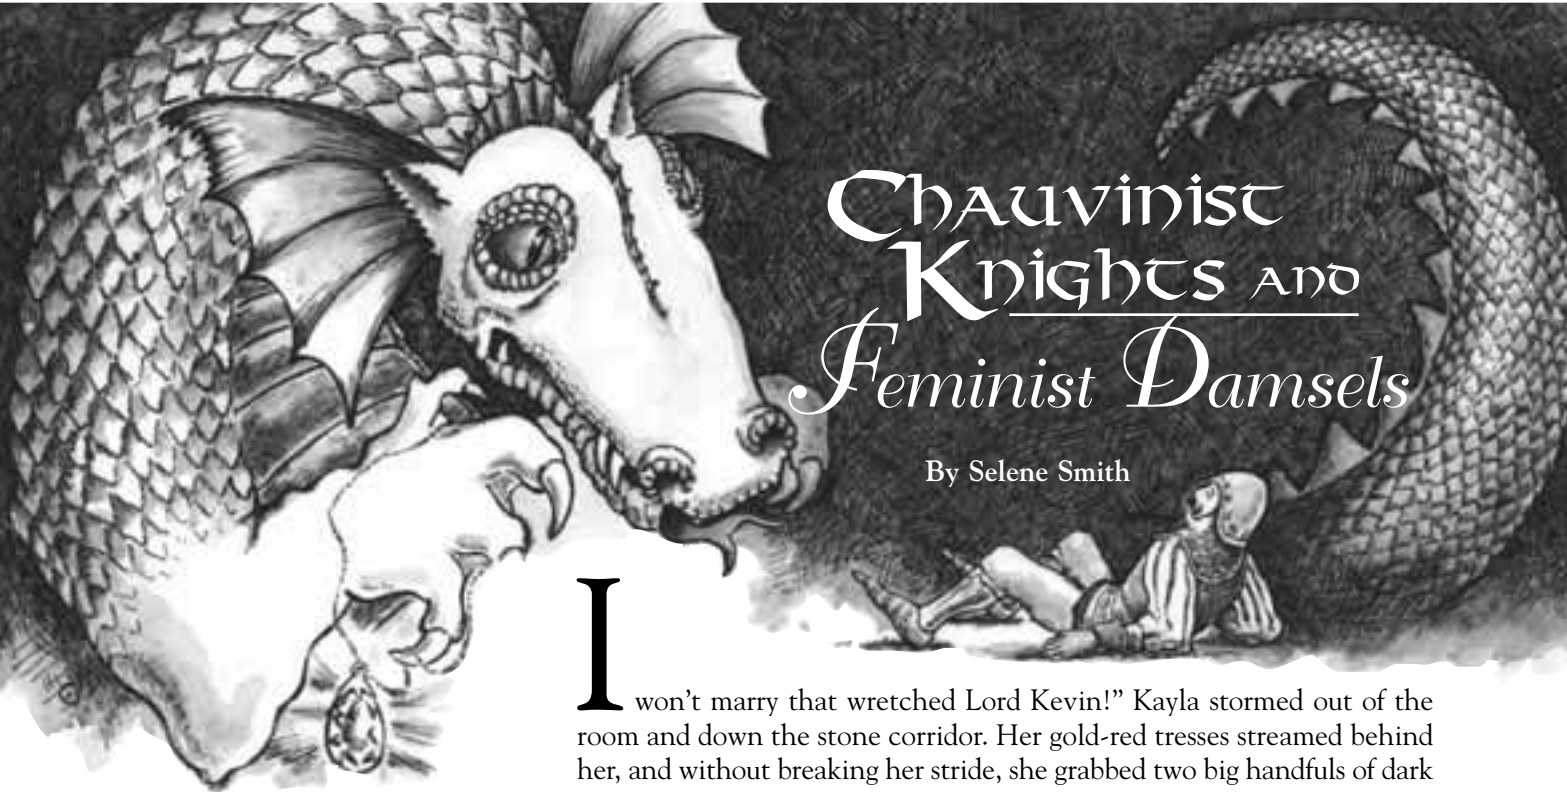 Chauvinist
Knights and
Feminist Damsels
By Selene Smith
I won't marry that wretched Lord Kevin!” Kayla stormed out of the
room and down the stone corridor. Her gold-red tresses streamed behind
her, and without breaking her stride, she grabbed two big handfuls of dark